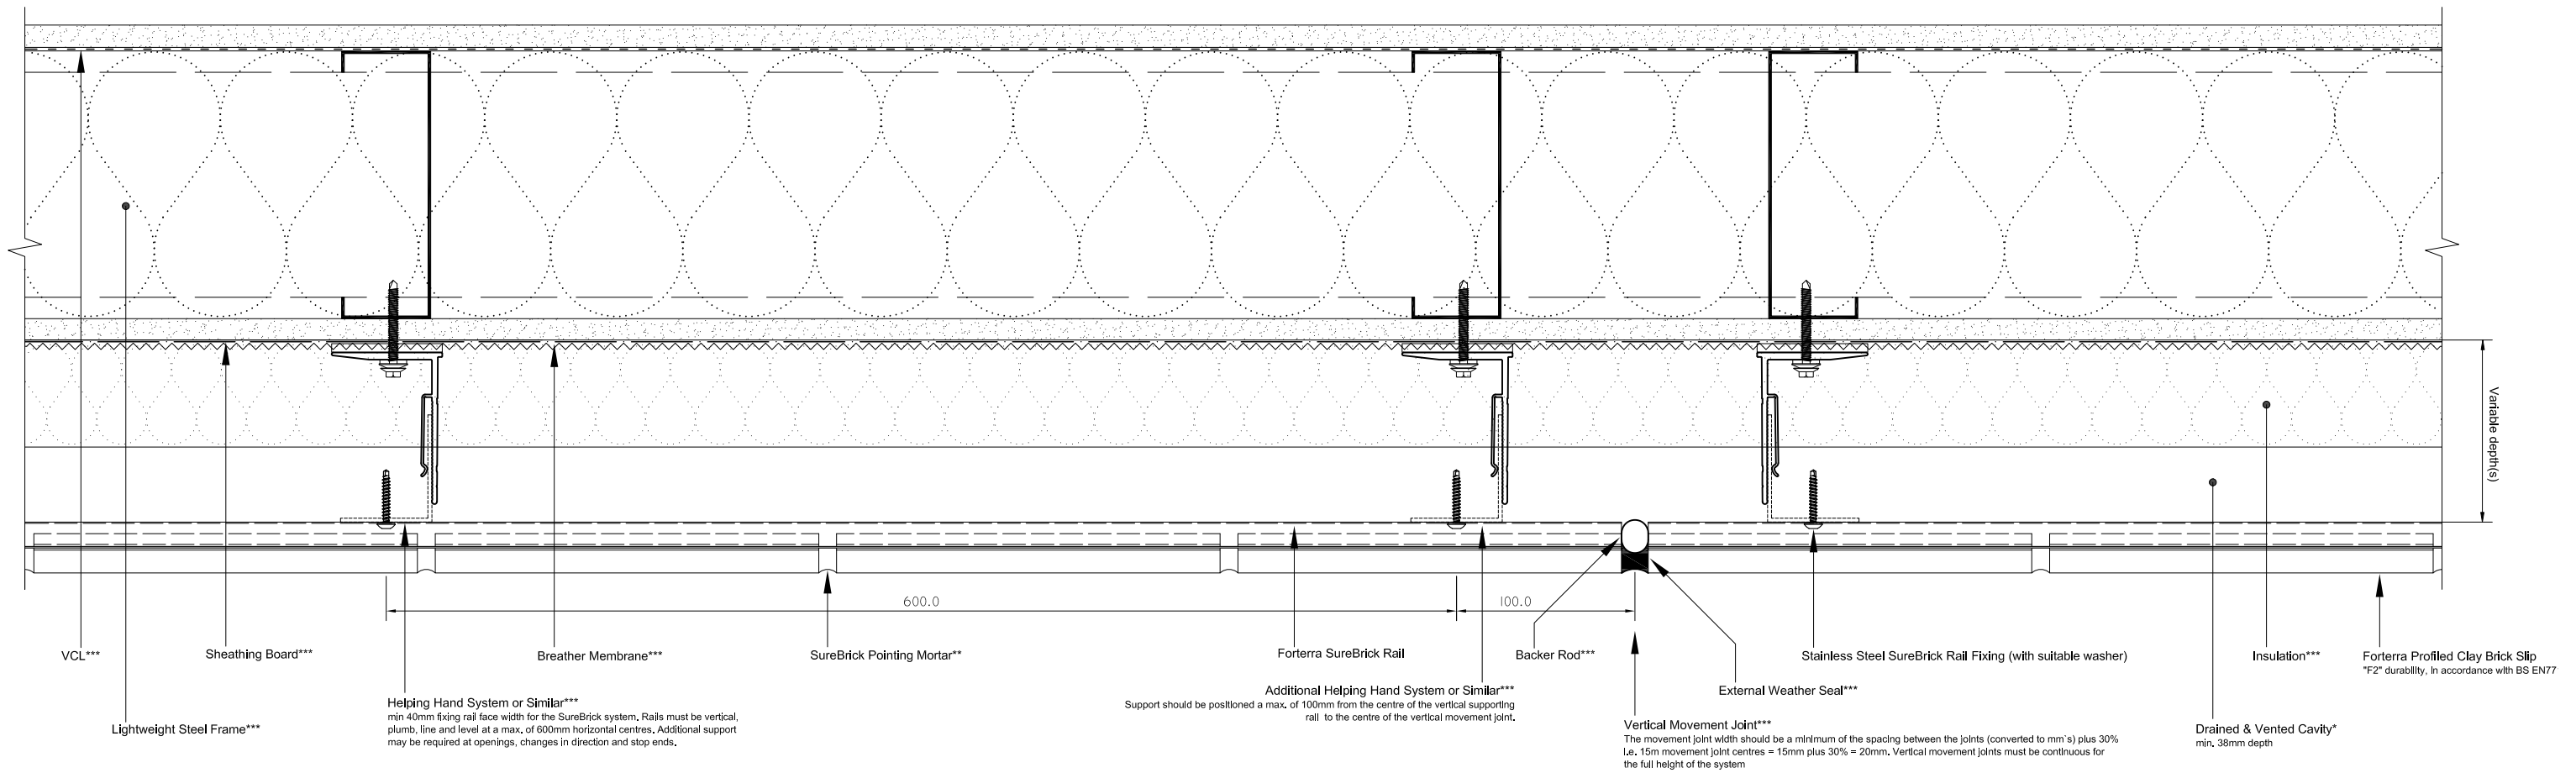 Variable depth(s)
600.0
100.0
VCL***
Sheathing Board***
Breather Membrane***
SureBrick Pointing Mortar**
Forterra SureBrick Rail
Backer Rod***
Stainless Steel SureBrick Rail Fixing (with suitable washer)
Insulation***
Forterra Profiled Clay Brick Slip
"F2" durability, in accordance with BS EN77
Lightweight Steel Frame***
Helping Hand System or Similar***
min 40mm fixing rail face width for the SureBrick system. Rails must be vertical,
plumb, line and level at a max. of 600mm horizontal centres. Additional support
may be required at openings, changes in direction and stop ends.
Additional Helping Hand System or Similar***
Support should be positioned a max. of 100mm from the centre of the vertical supporting
rail to the centre of the vertical movement joint.
External Weather Seal***
Vertical Movement Joint***
The movement joint width should be a minimum of the spacing between the joints (converted to mm`s) plus 30%
i.e. 15m movement joint centres = 15mm plus 30% = 20mm. Vertical movement joints must be continuous for
the full height of the system
Drained & Vented Cavity*
min. 38mm depth